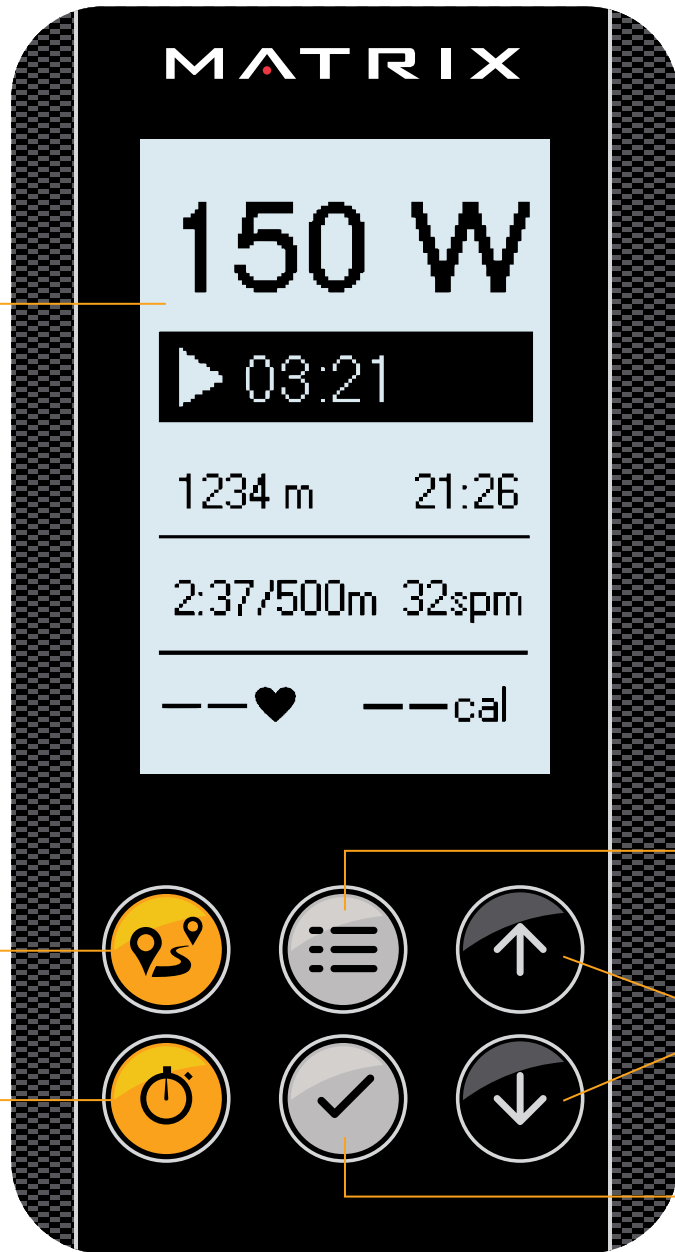 MATRIX
150 W
03:21
1234 m 21:26
2:37/500m 32spm
-- ♥ --cal